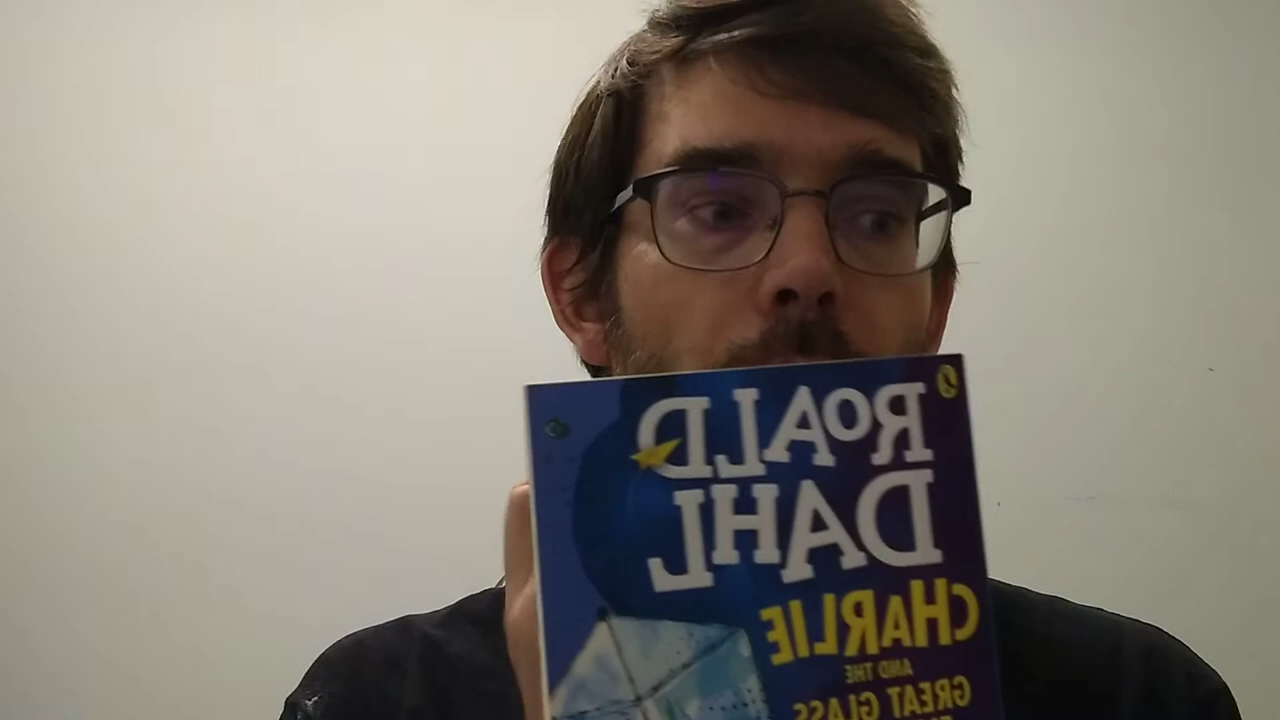 ROALD
DAHL
CHARLIE
AND THE
GREAT GLASS